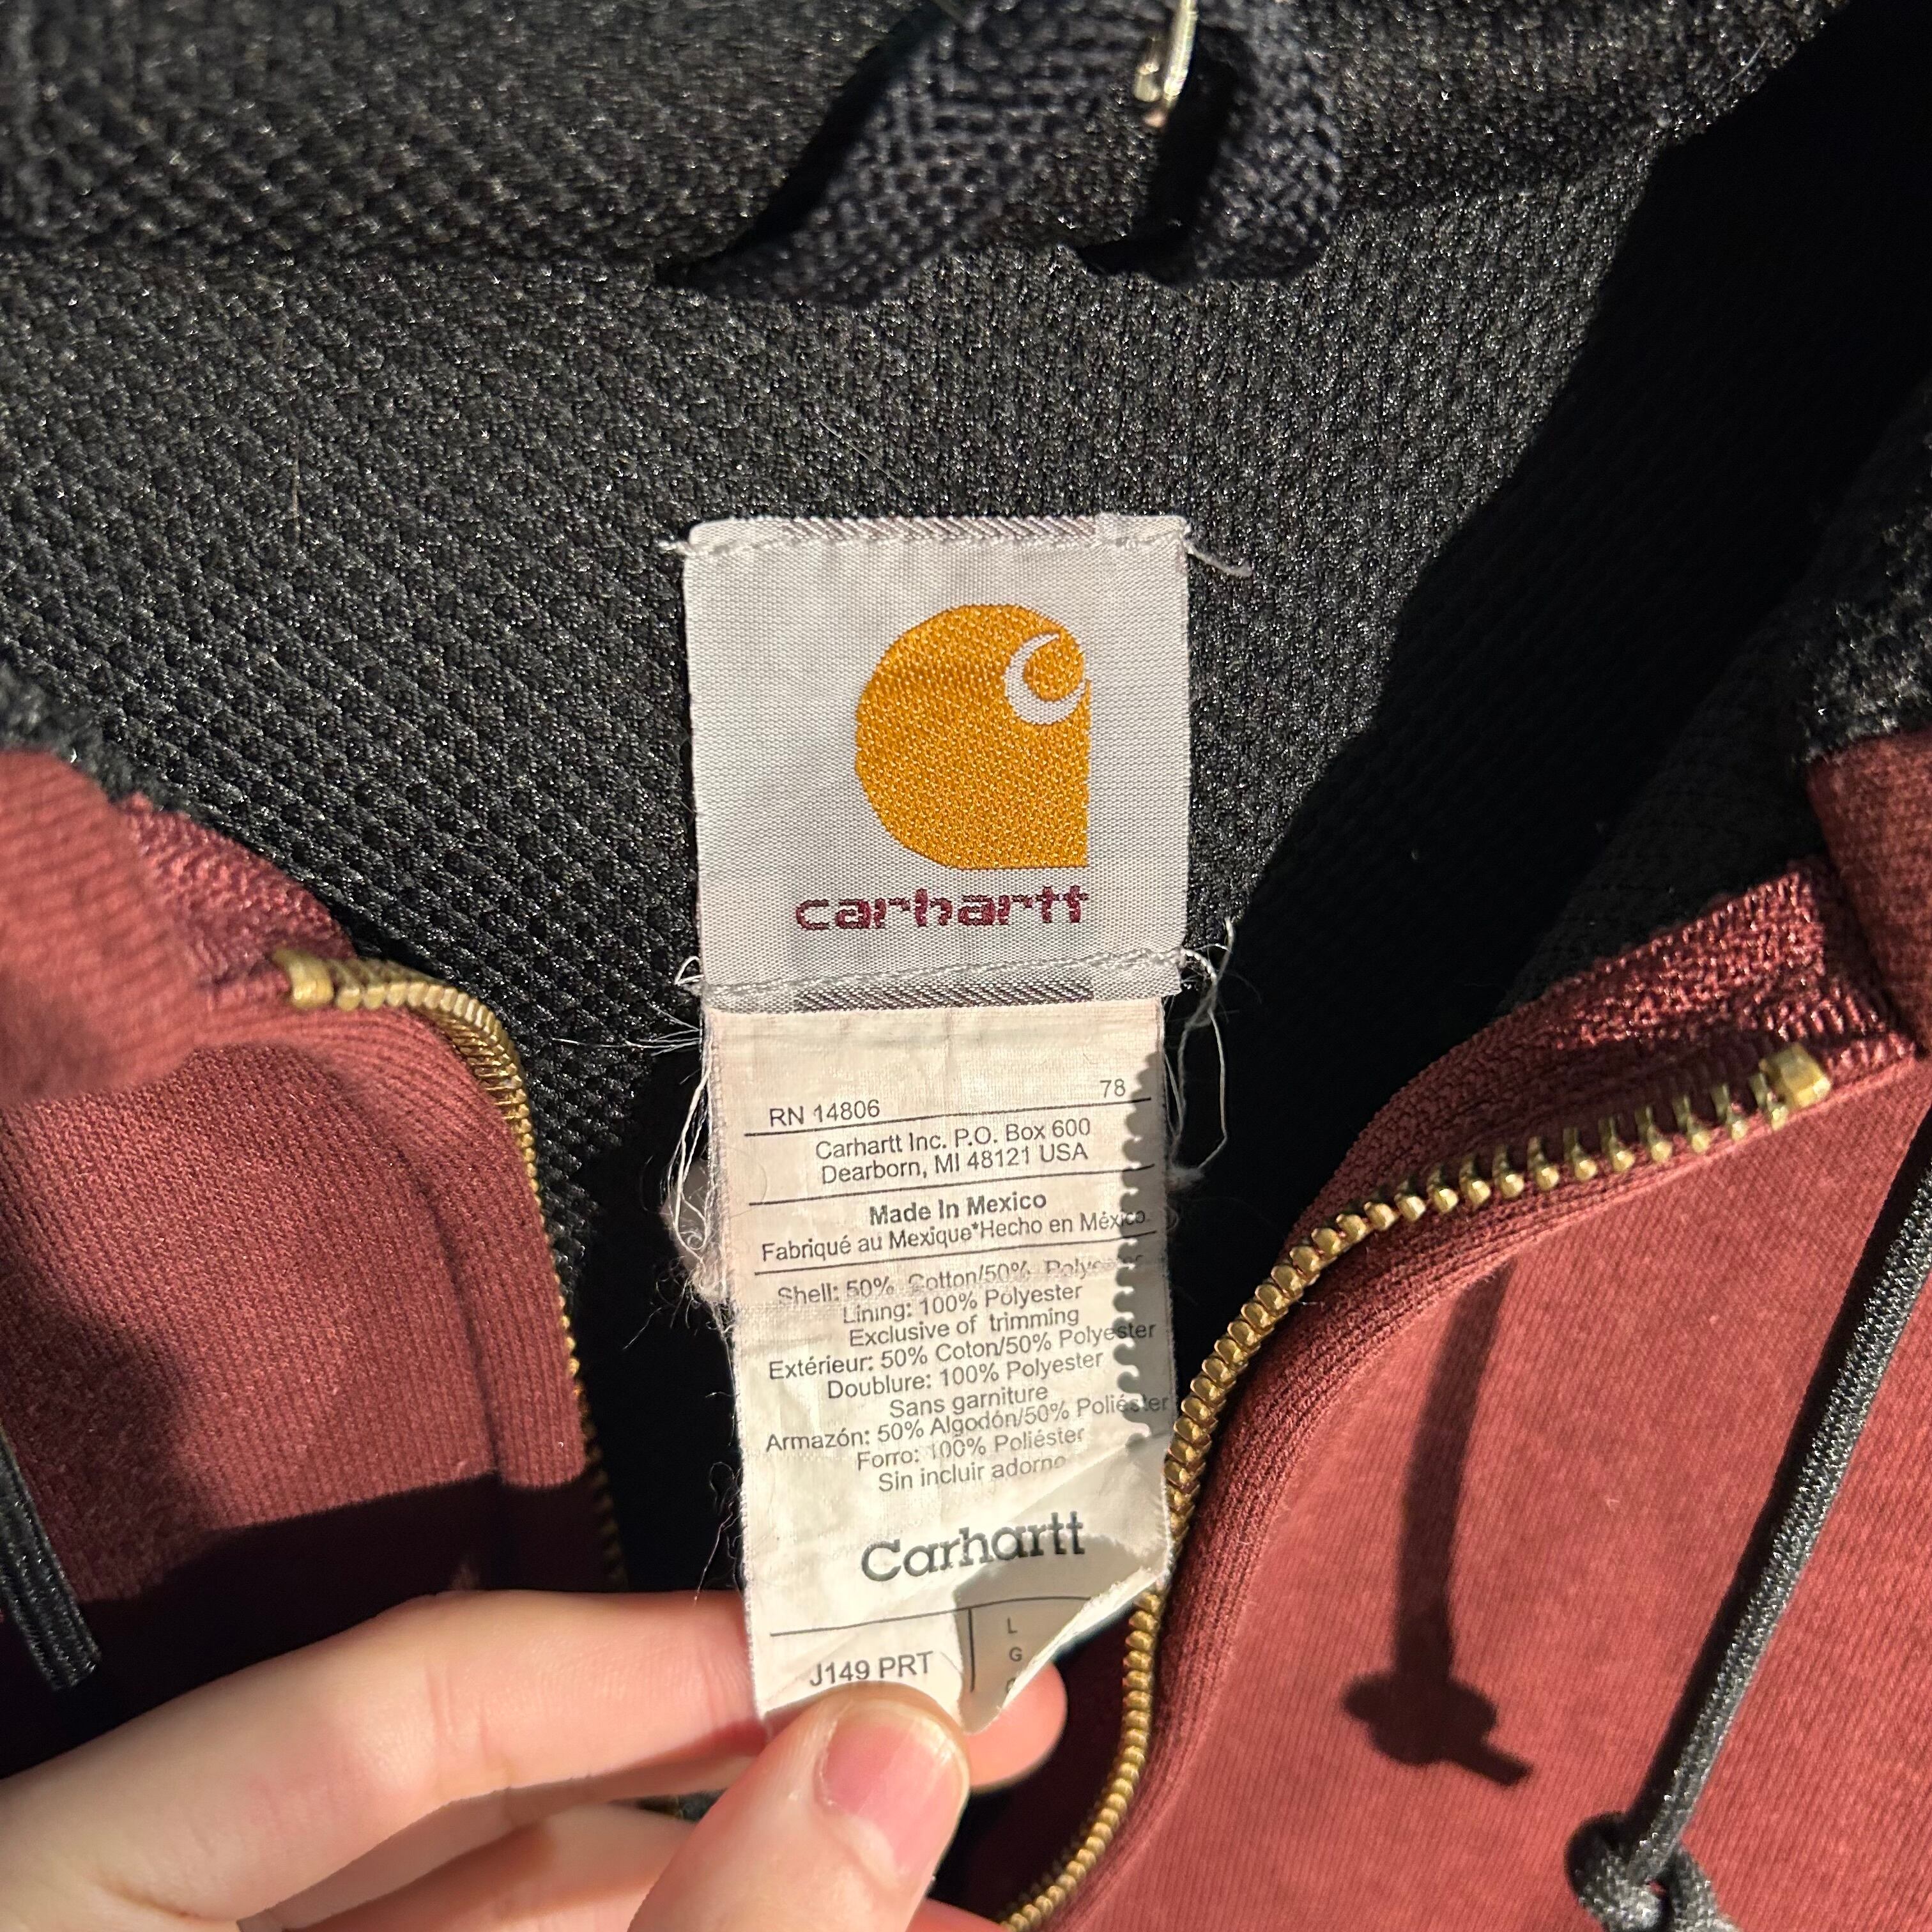 carhartt
RN 14806 78
Carhartt Inc. P.O. Box 600
Dearborn, MI 48121 USA
Made In Mexico
Fabriqué au Mexique*Hecho en México
Shell: 50% Cotton/50% Polyester
Lining: 100% Polyester
Exclusive of trimming
Extérieur: 50% Coton/50% Polyester
Doublure: 100% Polyester
Sans garniture
Armazón: 50% Algodón/50% Poliéster
Forro: 100% Poliéster
Sin incluir adorno
Carhartt
J149 PRT
L
G